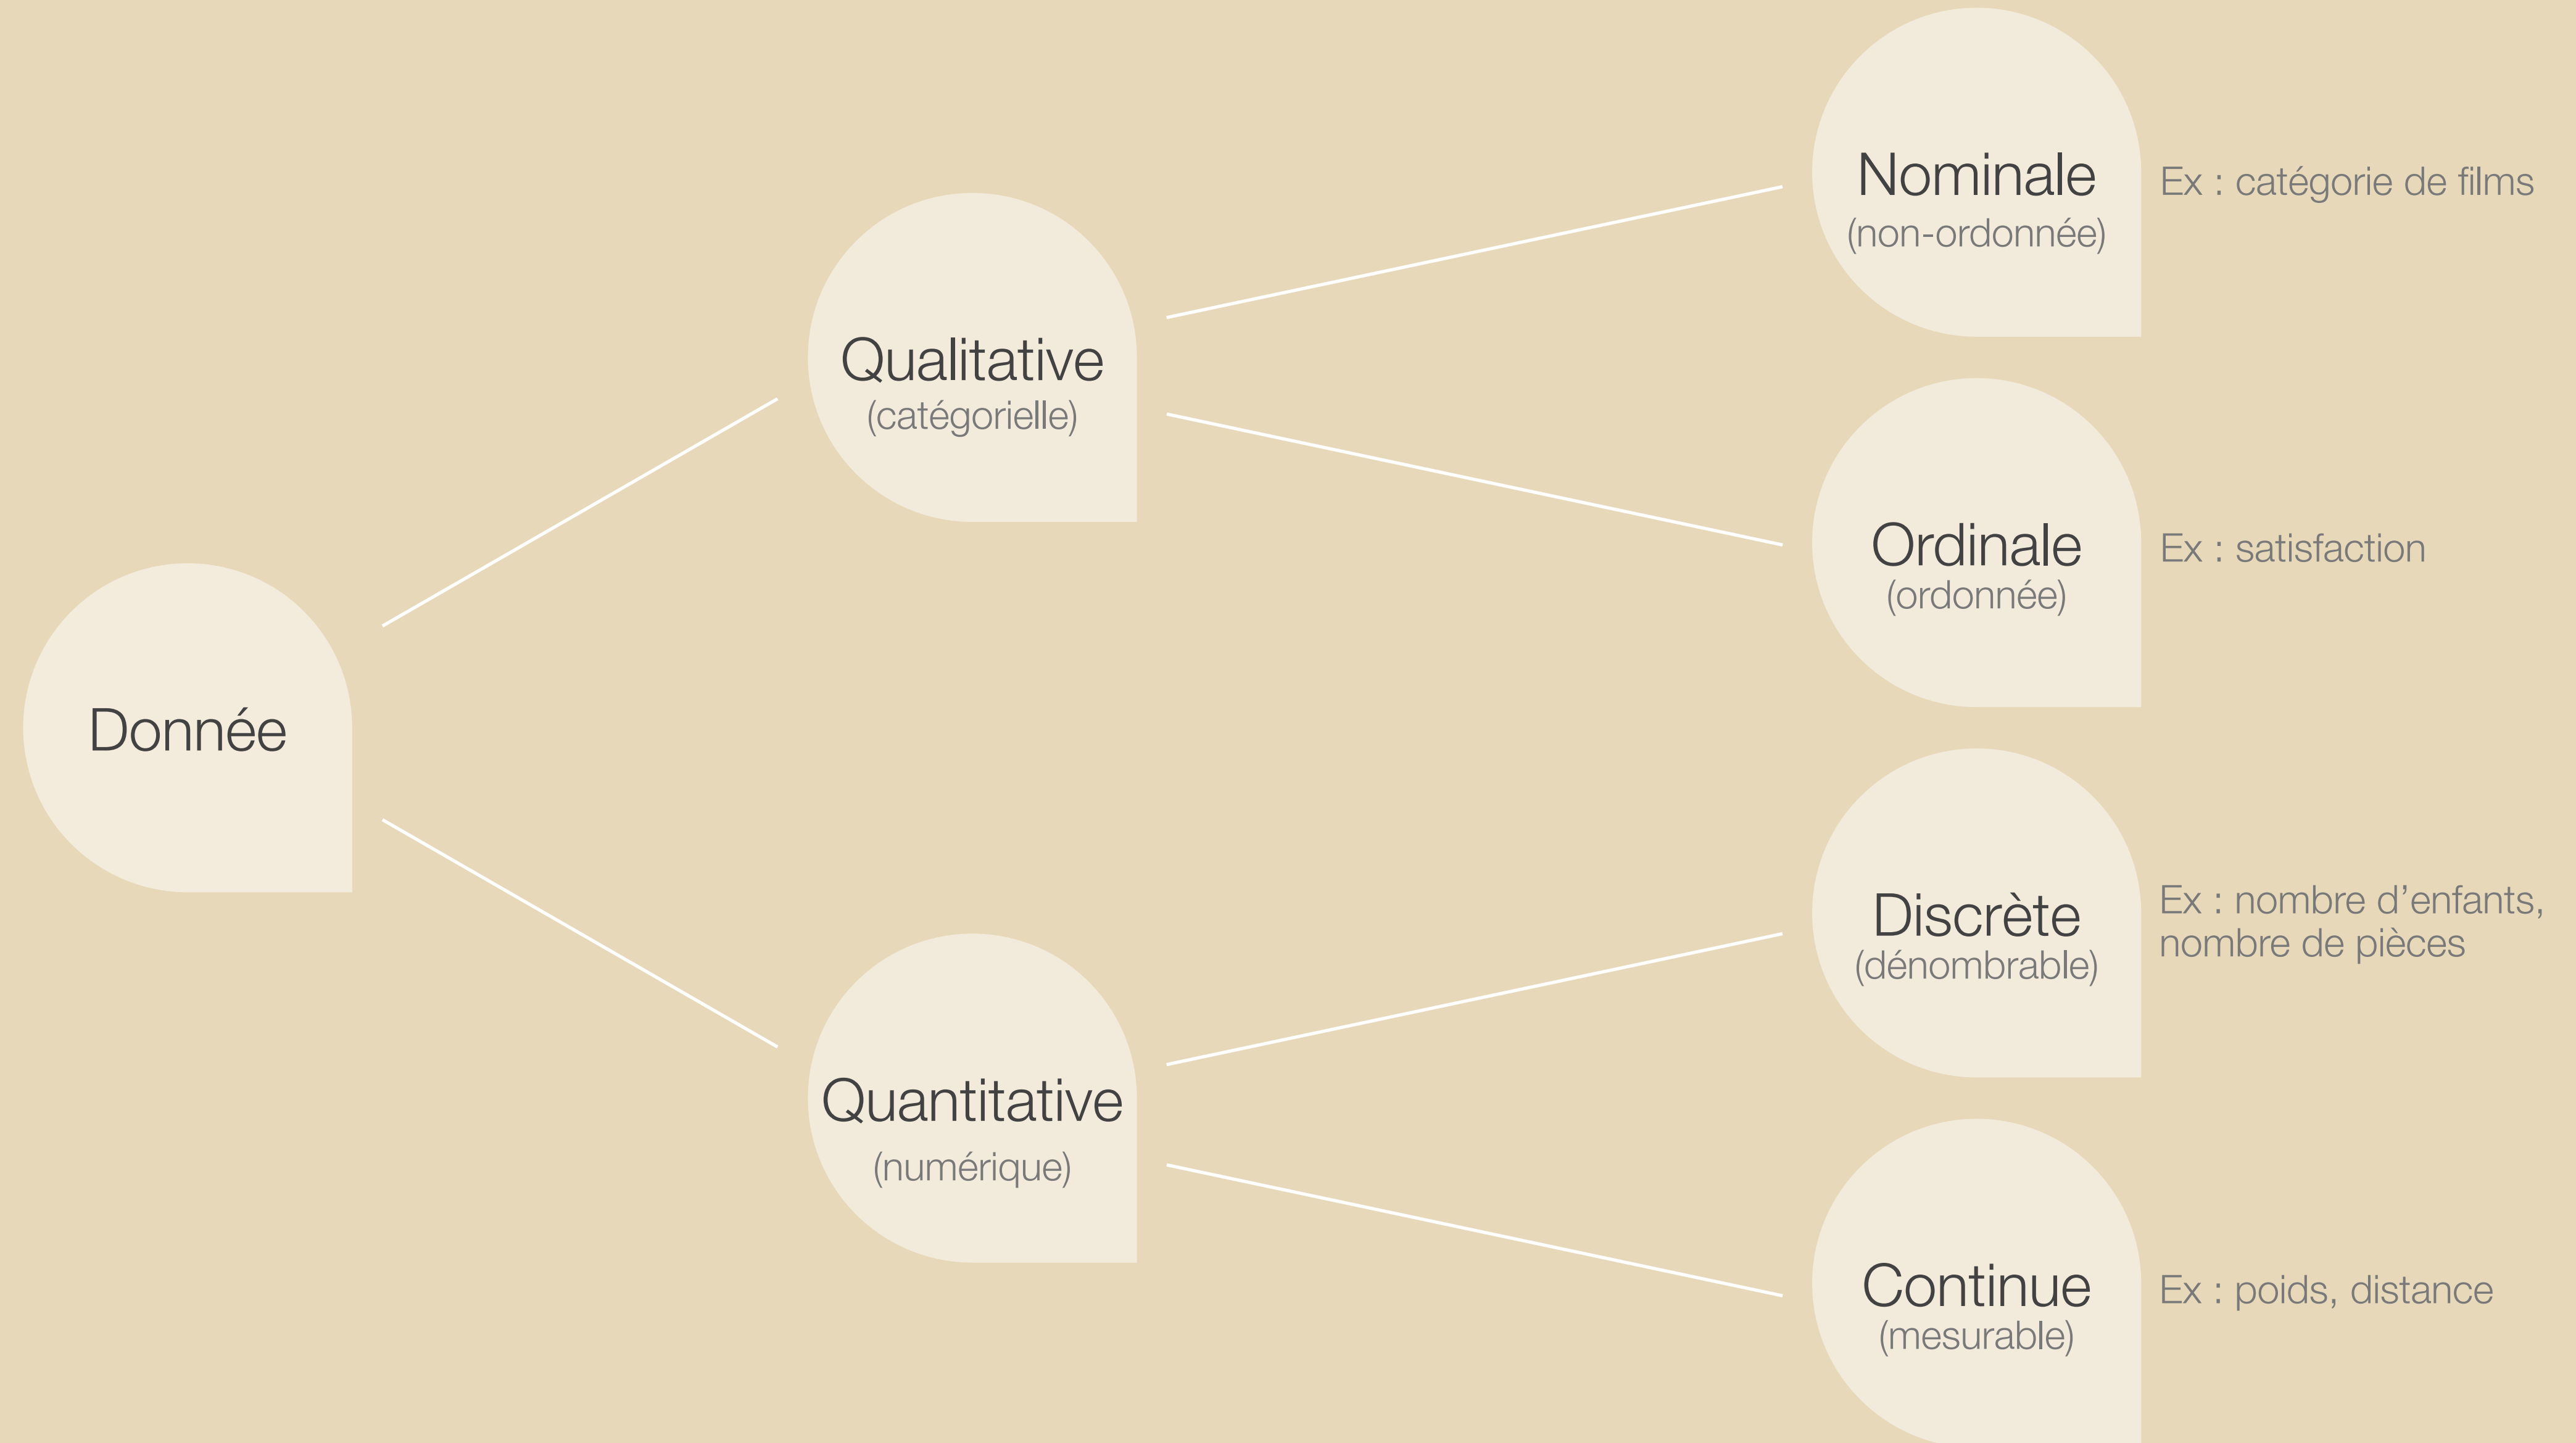 Donnée
Qualitative
(catégorielle)
Quantitative
(numérique)
Nominale
(non-ordonnée)
Ex : catégorie de films
Ordinale
(ordonnée)
Ex : satisfaction
Discrète
(dénombrable)
Ex : nombre d’enfants,
nombre de pièces
Continue
(mesurable)
Ex : poids, distance